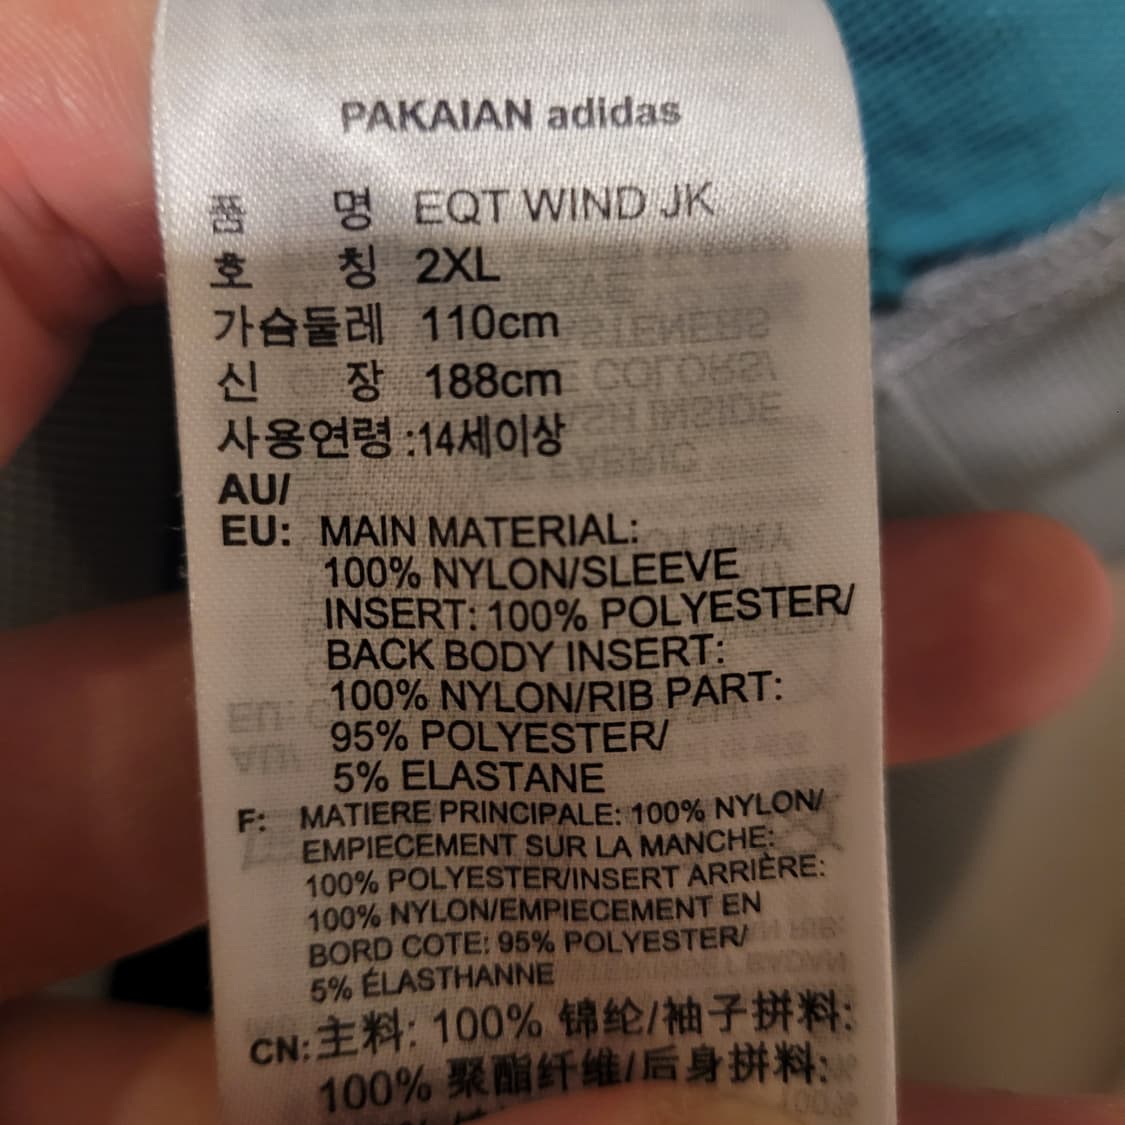 PAKAIAN adidas
품 명 EQT WIND JK
호 칭 2XL
가슴둘레 110cm
신 장 188cm
사용연령 :14세이상
AU/
EU: MAIN MATERIAL:
100% NYLON/SLEEVE
INSERT: 100% POLYESTER/
BACK BODY INSERT:
100% NYLON/RIB PART:
95% POLYESTER/
5% ELASTANE
F: MATIERE PRINCIPALE: 100% NYLON/
EMPIECEMENT SUR LA MANCHE:
100% POLYESTER/INSERT ARRIÈRE:
100% NYLON/EMPIECEMENT EN
BORD COTE: 95% POLYESTER/
5% ÉLASTHANNE
CN: 主料: 100% 锦纶/袖子拼料:
100% 聚酯纤维/后身拼料: